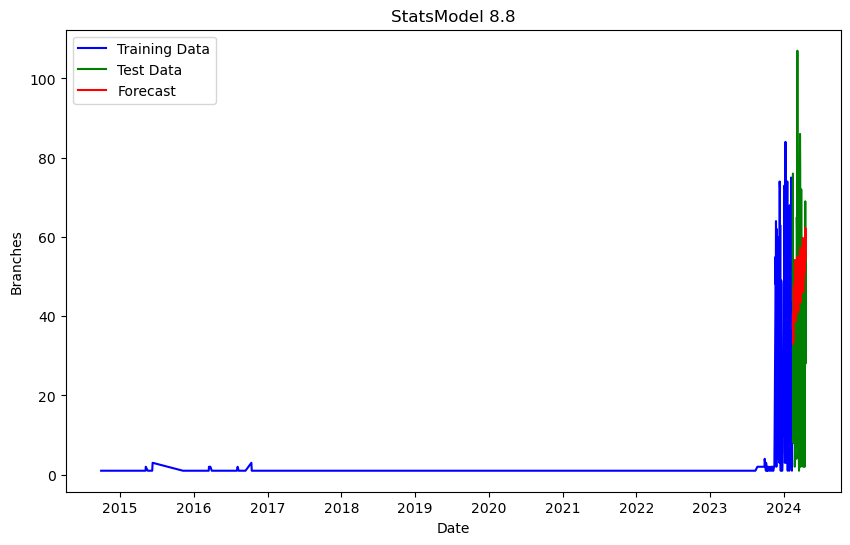 StatsModel 8.8
Training Data
Test Data
Forecast
Branches
100
80
60
40
20
0
2015 2016 2017 2018 2019 2020 2021 2022 2023 2024
Date